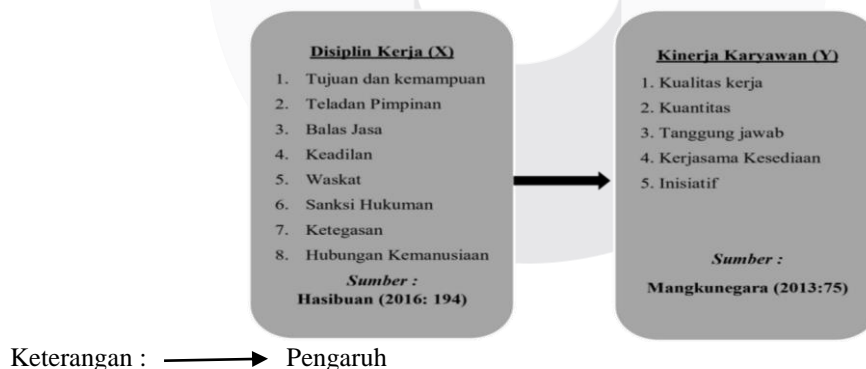 Disiplin Kerja (X)
1. Tujuan dan kemampuan
2. Teladan Pimpinan
3. Balas Jasa
4. Keadilan
5. Waskat
6. Sanksi Hukuman
7. Ketegasan
8. Hubungan Kemanusiaan
Sumber :
Hasibuan (2016: 194)
Kinerja Karyawan (Y)
1. Kualitas kerja
2. Kuantitas
3. Tanggung jawab
4. Kerjasama Kesediaan
5. Inisiatif
Sumber :
Mangkunegara (2013:75)
Keterangan : Pengaruh